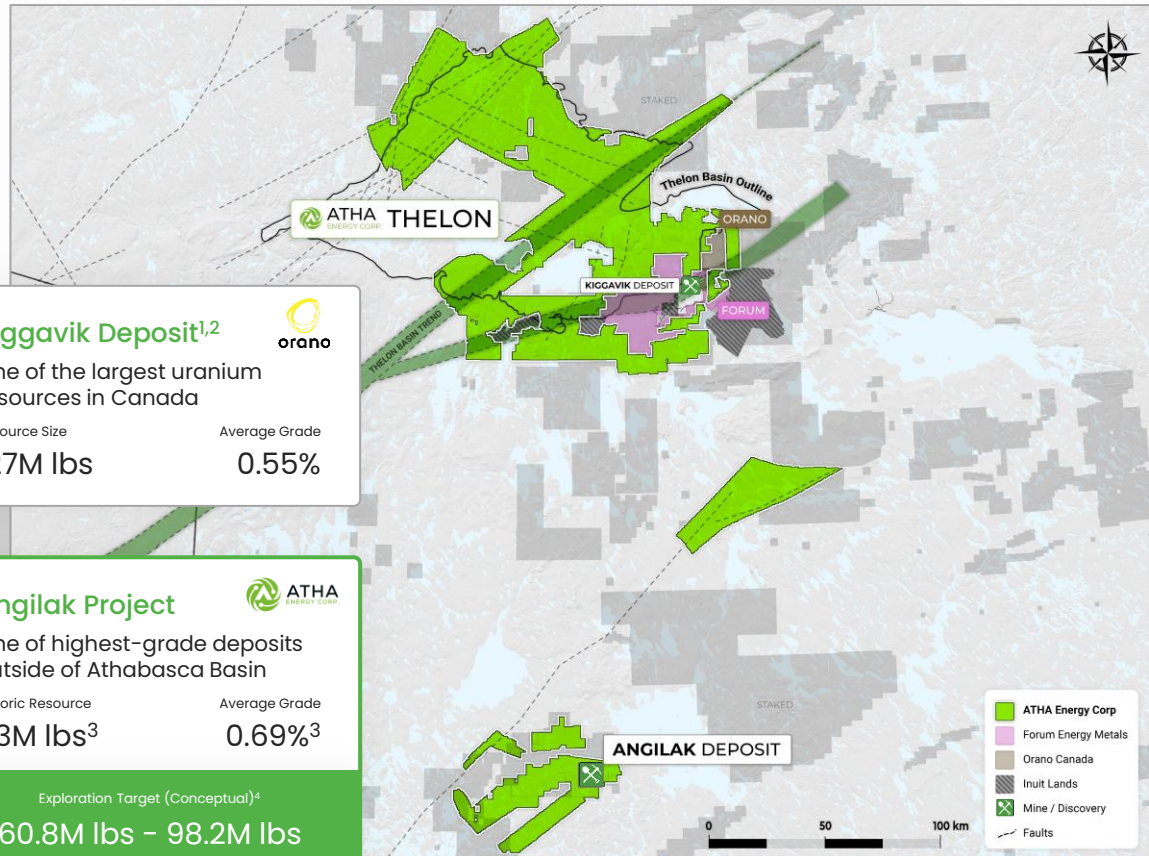 STAKED
Thelon Basin Outline
ATHA
ENERGY CORP.
THELON
ORANO
KIGGAVIK DEPOSIT
FORUM
THELON BASIN TREND
ggavik Deposit1,2
orano
ne of the largest uranium
sources in Canada
ource Size
Average Grade
27M lbs
0.55%
ngilak Project
ATHA
ENERGY CORP.
ne of highest-grade deposits
utside of Athabasca Basin
oric Resource
Average Grade
3M lbs3
0.69%3
Exploration Target (Conceptual)4
60.8M lbs - 98.2M lbs
STAKED
ANGILAK DEPOSIT
0
50
100 km
ATHA Energy Corp
Forum Energy Metals
Orano Canada
Inuit Lands
Mine / Discovery
Faults